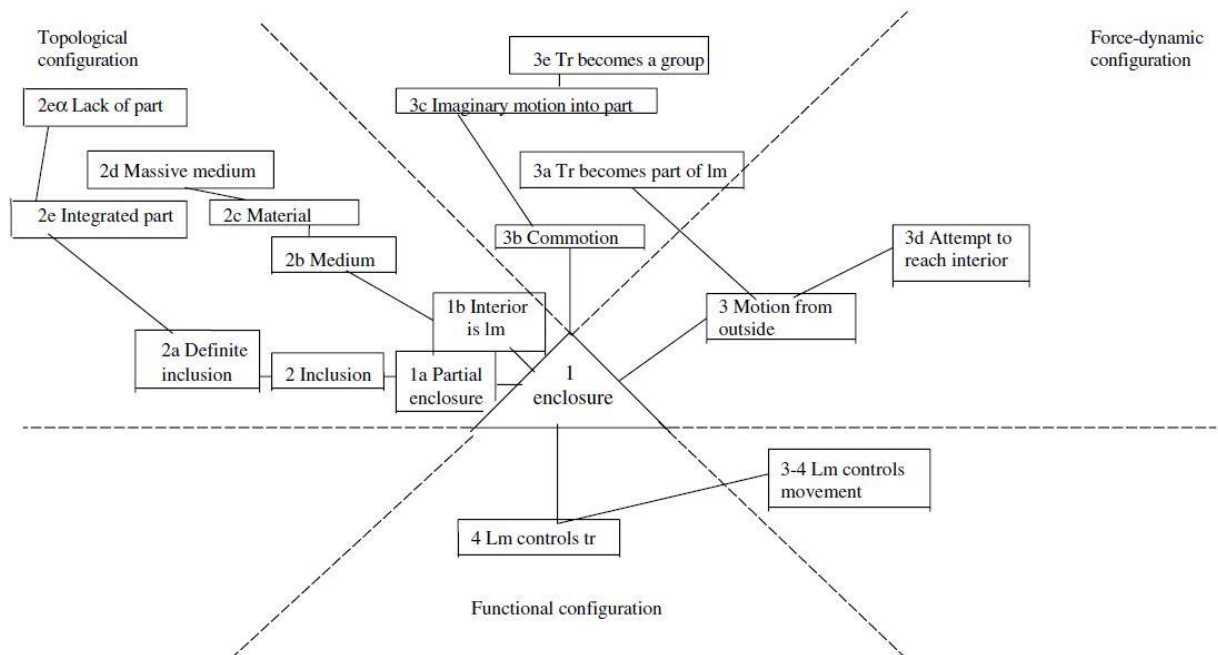 Topological
configuration
Force-dynamic
configuration
3e Tr becomes a group
2eα Lack of part
3c Imaginary motion into part
2d Massive medium
3a Tr becomes part of lm
2e Integrated part
2c Material
3b Commotion
3d Attempt to
reach interior
2b Medium
1b Interior
is lm
3 Motion from
outside
2a Definite
inclusion
2 Inclusion
1a Partial
enclosure
1
enclosure
3-4 Lm controls
movement
4 Lm controls tr
Functional configuration